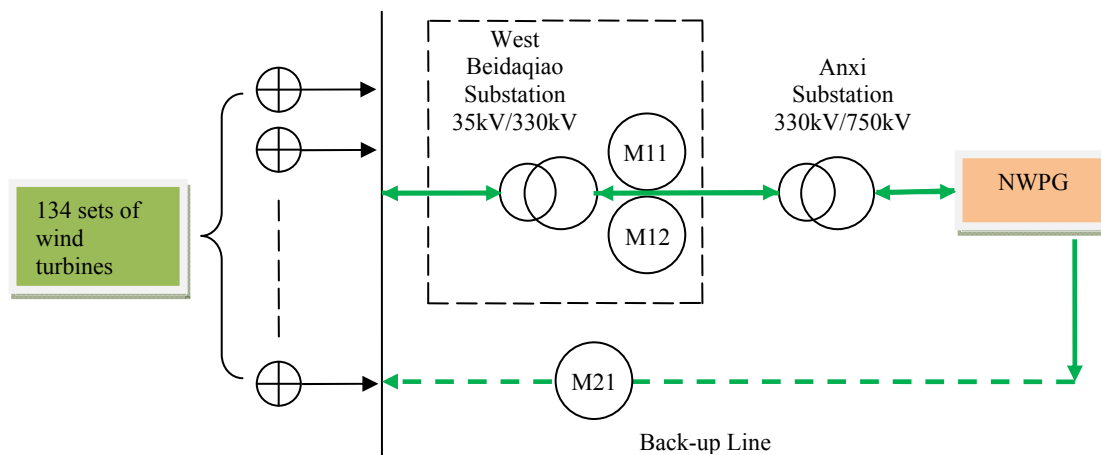 West
Beidaqiao
Substation
35kV/330kV
Anxi
Substation
330kV/750kV
M11
M12
NWPG
134 sets of
wind
turbines
M21
Back-up Line